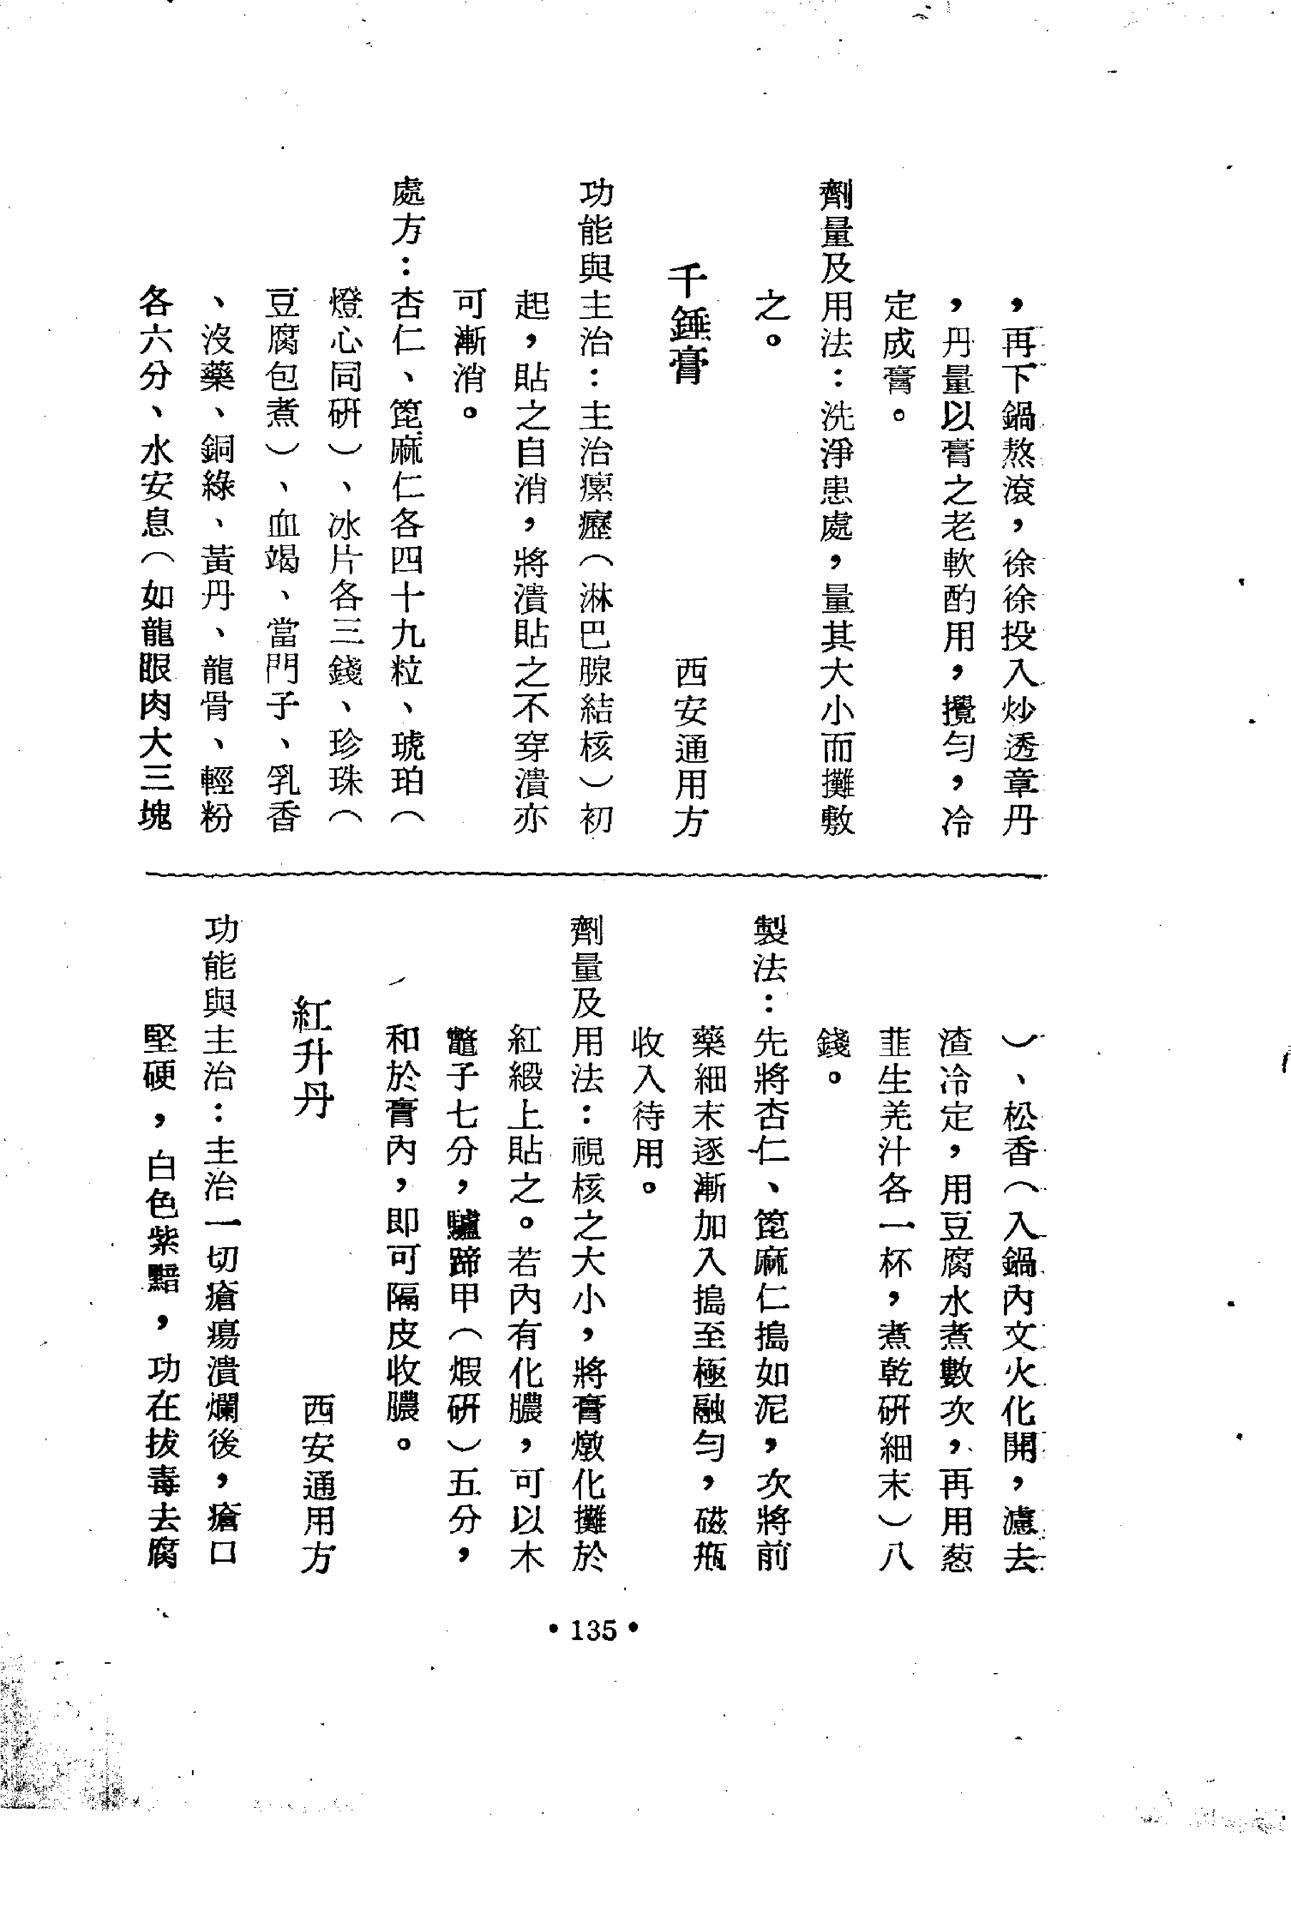 ，再下鍋熬滾，徐徐投入炒透章丹
，丹量以膏之老軟酌用，攪勻，冷
定成膏。
劑量及用法：洗淨患處，量其大小而攤敷
之。
千錘膏　西安通用方
功能與主治：主治瘰癧（淋巴腺結核）初
起，貼之自消，將潰貼之不穿潰亦
可漸消。
處方：杏仁、篦麻仁各四十九粒、琥珀（
燈心同研）、冰片各三錢、珍珠（
豆腐包煮）、血竭、當門子、乳香
、沒藥、銅綠、黃丹、龍骨、輕粉
各六分、水安息（如龍眼肉大三塊
）、松香（入鍋內文火化開，濾去
渣冷定，用豆腐水煮數次，再用葱
韮生羌汁各一杯，煮乾研細末）八
錢。
製法：先將杏仁、篦麻仁搗如泥，次將前
藥細末逐漸加入搗至極融勻，磁瓶
收入待用。
劑量及用法：視核之大小，將膏燉化攤於
紅緞上貼之。若內有化膿，可以木
鼈子七分，驢蹄甲（煆研）五分，
和於膏內，即可隔皮收膿。
紅升丹　西安通用方
功能與主治：主治一切瘡瘍潰爛後，瘡口
堅硬，白色紫黯，功在拔毒去腐
•135•